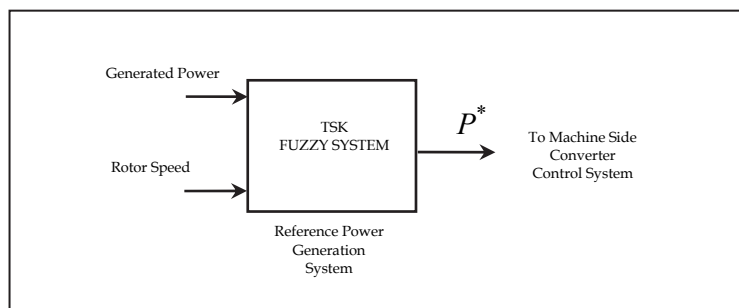 Generated Power
Rotor Speed
TSK
FUZZY SYSTEM
P*
To Machine Side
Converter
Control System
Reference Power
Generation
System